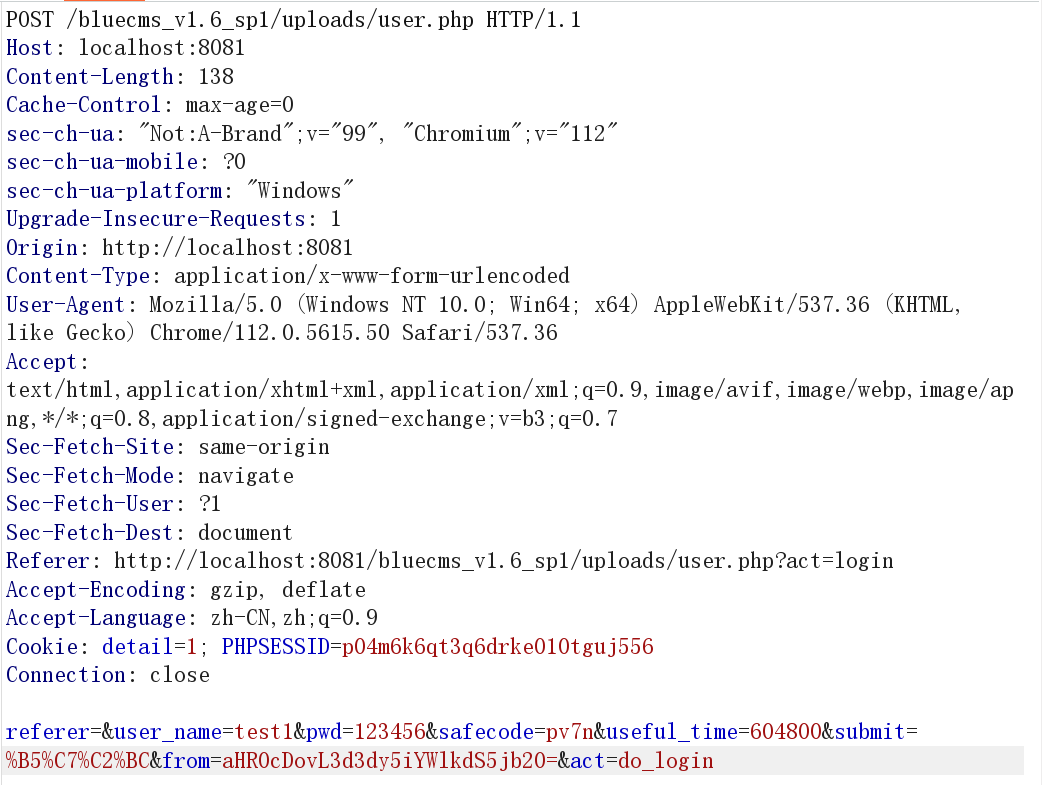 POST /bluecms_v1.6_sp1/uploads/user.php HTTP/1.1
Host: localhost:8081
Content-Length: 138
Cache-Control: max-age=0
sec-ch-ua: "Not:A-Brand";v="99", "Chromium";v="112"
sec-ch-ua-mobile: ?0
sec-ch-ua-platform: "Windows"
Upgrade-Insecure-Requests: 1
Origin: http://localhost:8081
Content-Type: application/x-www-form-urlencoded
User-Agent: Mozilla/5.0 (Windows NT 10.0; Win64; x64) AppleWebKit/537.36 (KHTML,
like Gecko) Chrome/112.0.5615.50 Safari/537.36
Accept:
text/html,application/xhtml+xml,application/xml;q=0.9,image/avif,image/webp,image/ap
ng,*/*;q=0.8,application/signed-exchange;v=b3;q=0.7
Sec-Fetch-Site: same-origin
Sec-Fetch-Mode: navigate
Sec-Fetch-User: ?1
Sec-Fetch-Dest: document
Referer: http://localhost:8081/bluecms_v1.6_sp1/uploads/user.php?act=login
Accept-Encoding: gzip, deflate
Accept-Language: zh-CN,zh;q=0.9
Cookie: detail=1; PHPSESSID=p04m6k6qt3q6drke010tguj556
Connection: close

referer=&user_name=test1&pwd=123456&safecode=pv7n&useful_time=604800&submit=
%B5%C7%C2%BC&from=aHR0cDovL3d3dy5iYWlkdS5jb20=&act=do_login